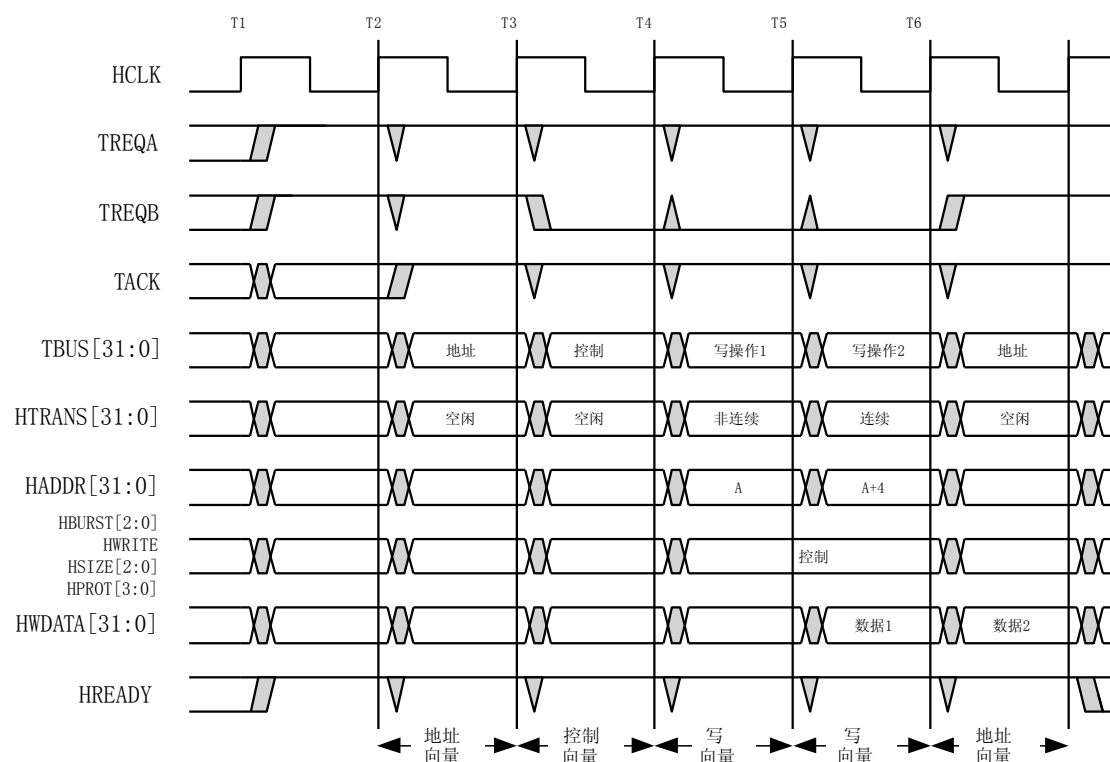 T1 T2 T3 T4 T5 T6
HCLK
TREQA
TREQB
TACK
TBUS[31:0] 地址 控制 写操作1 写操作2 地址
HTRANS[31:0] 空闲 空闲 非连续 连续 空闲
HADDR[31:0] A A+4
HBURST[2:0]
HWRITE
控制
HSIZE[2:0]
HPROT[3:0]
HWDATA[31:0] 数据1 数据2
HREADY
地址 控制 写 写 地址
向量 向量 向量 向量 向量